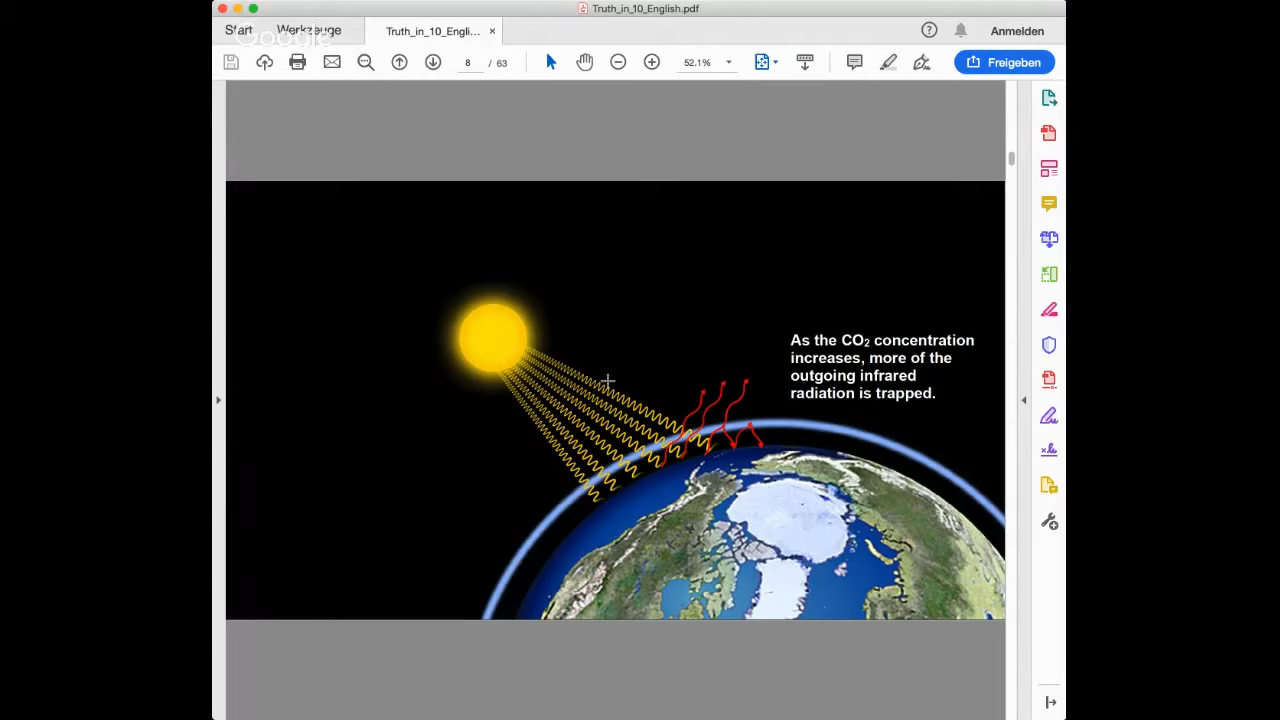 Truth_in_10_English.pdf
Start Werkzeuge Truth_in_10_Engli... × Anmelden
Google
8 / 63 52.1% Freigeben
As the CO₂ concentration
increases, more of the
outgoing infrared
radiation is trapped.